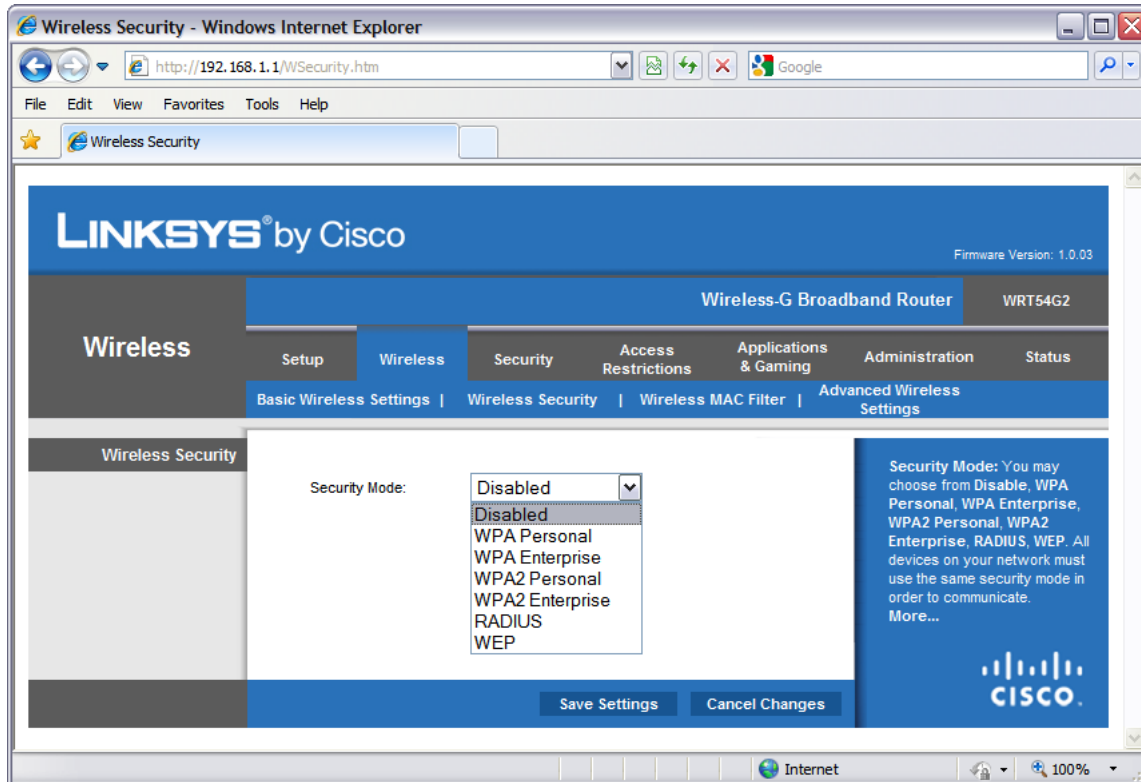 Wireless Security - Windows Internet Explorer
http://192.168.1.1/WSecurity.htm
Google
File Edit View Favorites Tools Help
Wireless Security
LINKSYS® by Cisco
Firmware Version: 1.0.03
Wireless-G Broadband Router WRT54G2
Wireless
Setup
Wireless
Security
Access
Restrictions
Applications
& Gaming
Administration
Status
Basic Wireless Settings |
Wireless Security |
Wireless MAC Filter |
Advanced Wireless
Settings
Wireless Security
Security Mode:
Disabled
Disabled
WPA Personal
WPA Enterprise
WPA2 Personal
WPA2 Enterprise
RADIUS
WEP
Security Mode: You may
choose from Disable, WPA
Personal, WPA Enterprise,
WPA2 Personal, WPA2
Enterprise, RADIUS, WEP. All
devices on your network must
use the same security mode in
order to communicate.
More...
CISCO.
Save Settings
Cancel Changes
Internet
100%